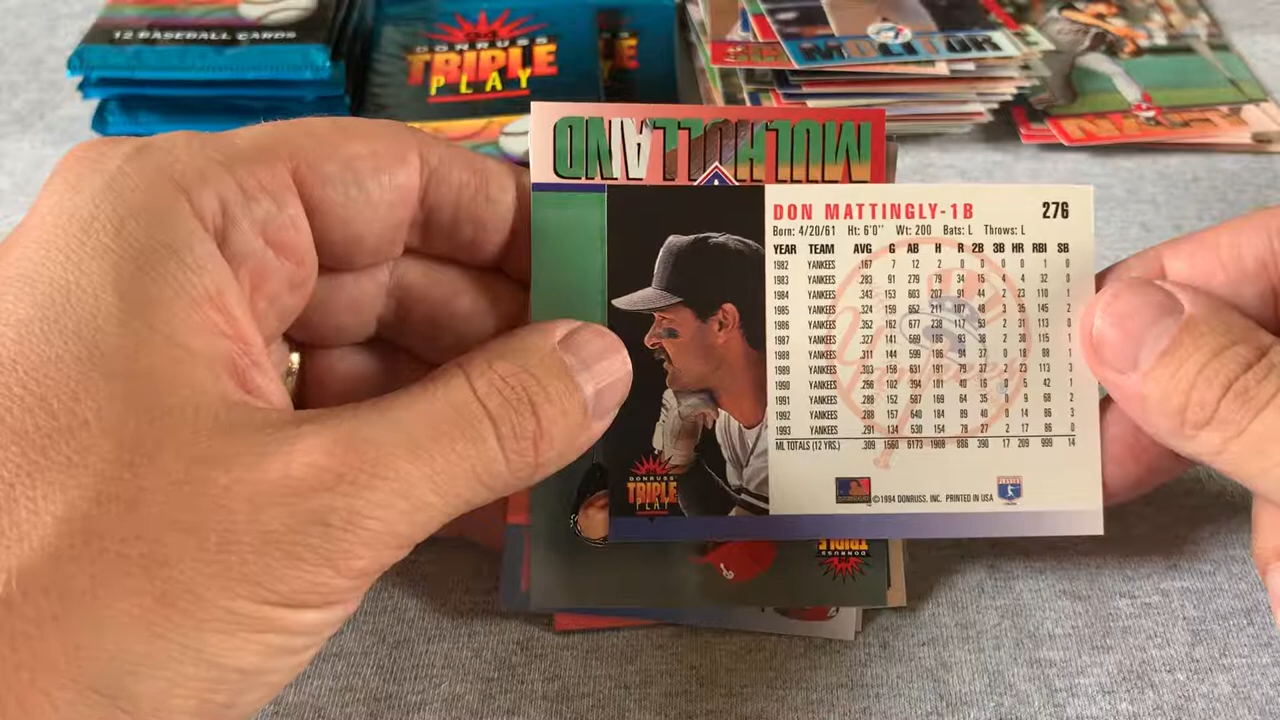 12 BASEBALL CARDS
DONRUSS
TRIPLE
PLAY
MOLITOR
MULHOLLAND
DON MATTINGLY-1B 276
Born: 4/20/61 Ht: 6'0" Wt: 200 Bats: L Throws: L
YEAR TEAM AVG G AB H R 2B 3B HR RBI SB
1982 YANKEES .167 7 12 2 0 0 0 0 1 0
1983 YANKEES .283 91 279 79 34 15 4 4 32 0
1984 YANKEES .343 153 603 207 91 44 2 23 110 1
1985 YANKEES .324 159 652 211 107 48 3 35 145 2
1986 YANKEES .352 162 677 238 117 53 2 31 113 0
1987 YANKEES .327 141 569 186 93 38 2 30 115 1
1988 YANKEES .311 144 599 186 94 37 0 18 88 1
1989 YANKEES .303 158 631 191 79 37 2 23 113 3
1990 YANKEES .256 102 394 101 40 16 0 5 42 1
1991 YANKEES .288 152 587 169 64 35 0 9 68 2
1992 YANKEES .288 157 640 184 89 40 0 14 86 3
1993 YANKEES .291 134 530 154 78 27 2 17 86 0
ML TOTALS (12 YRS.) .309 1560 6173 1908 886 390 17 209 999 14
DONRUSS
TRIPLE
PLAY
©1994 DONRUSS, INC. PRINTED IN USA
DONRUSS
TRIPLE